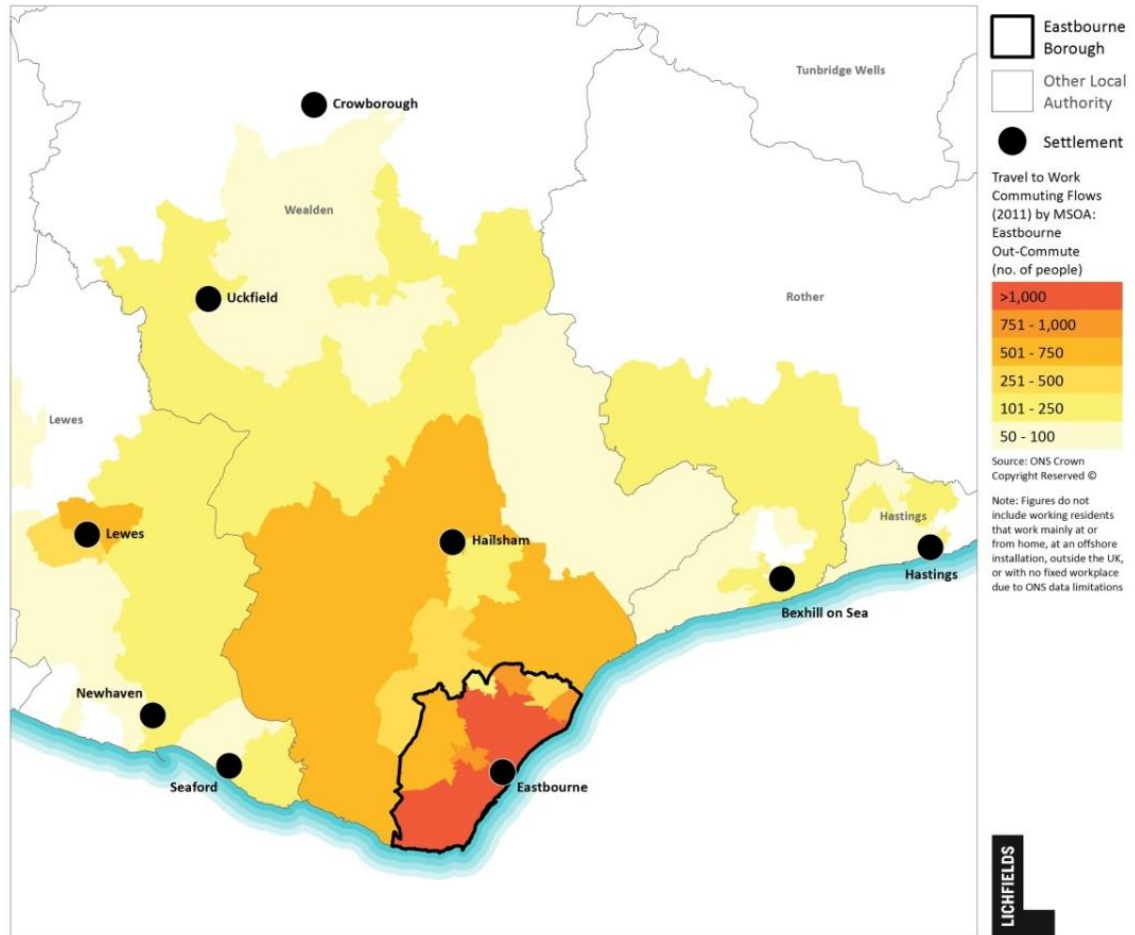 Tunbridge Wells
Crowborough
Wealden
Uckfield
Rother
Lewes
Lewes
Hailsham
Hastings
Hastings
Bexhill on Sea
Newhaven
Seaford
Eastbourne
Eastbourne
Borough
Other Local
Authority
Settlement
Travel to Work
Commuting Flows
(2011) by MSOA:
Eastbourne
Out-Commute
(no. of people)
>1,000
751 - 1,000
501 - 750
251 - 500
101 - 250
50 - 100
Source: ONS Crown
Copyright Reserved ©
Note: Figures do not
include working residents
that work mainly at or
from home, at an offshore
installation, outside the UK,
or with no fixed workplace
due to ONS data limitations
LICHFIELDS